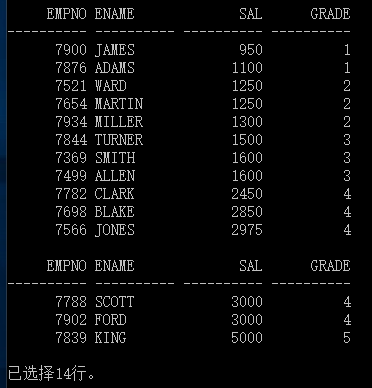 EMPNO ENAME SAL GRADE
---------- ---------- ---------- ----------
7900 JAMES 950 1
7876 ADAMS 1100 1
7521 WARD 1250 2
7654 MARTIN 1250 2
7934 MILLER 1300 2
7844 TURNER 1500 3
7369 SMITH 1600 3
7499 ALLEN 1600 3
7782 CLARK 2450 4
7698 BLAKE 2850 4
7566 JONES 2975 4
EMPNO ENAME SAL GRADE
---------- ---------- ---------- ----------
7788 SCOTT 3000 4
7902 FORD 3000 4
7839 KING 5000 5
已选择14行。